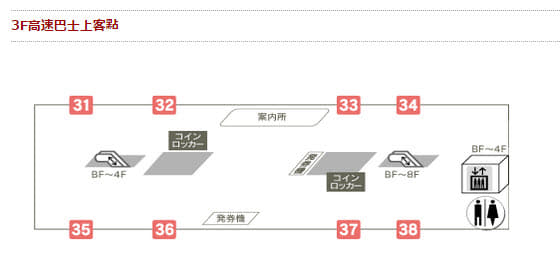 3F高速巴士上客點
31
32
33
34
案内所
コイン
ロッカー
BF～4F
BF～4F
コイン
ロッカー
BF～8F
発券機
35
36
37
38